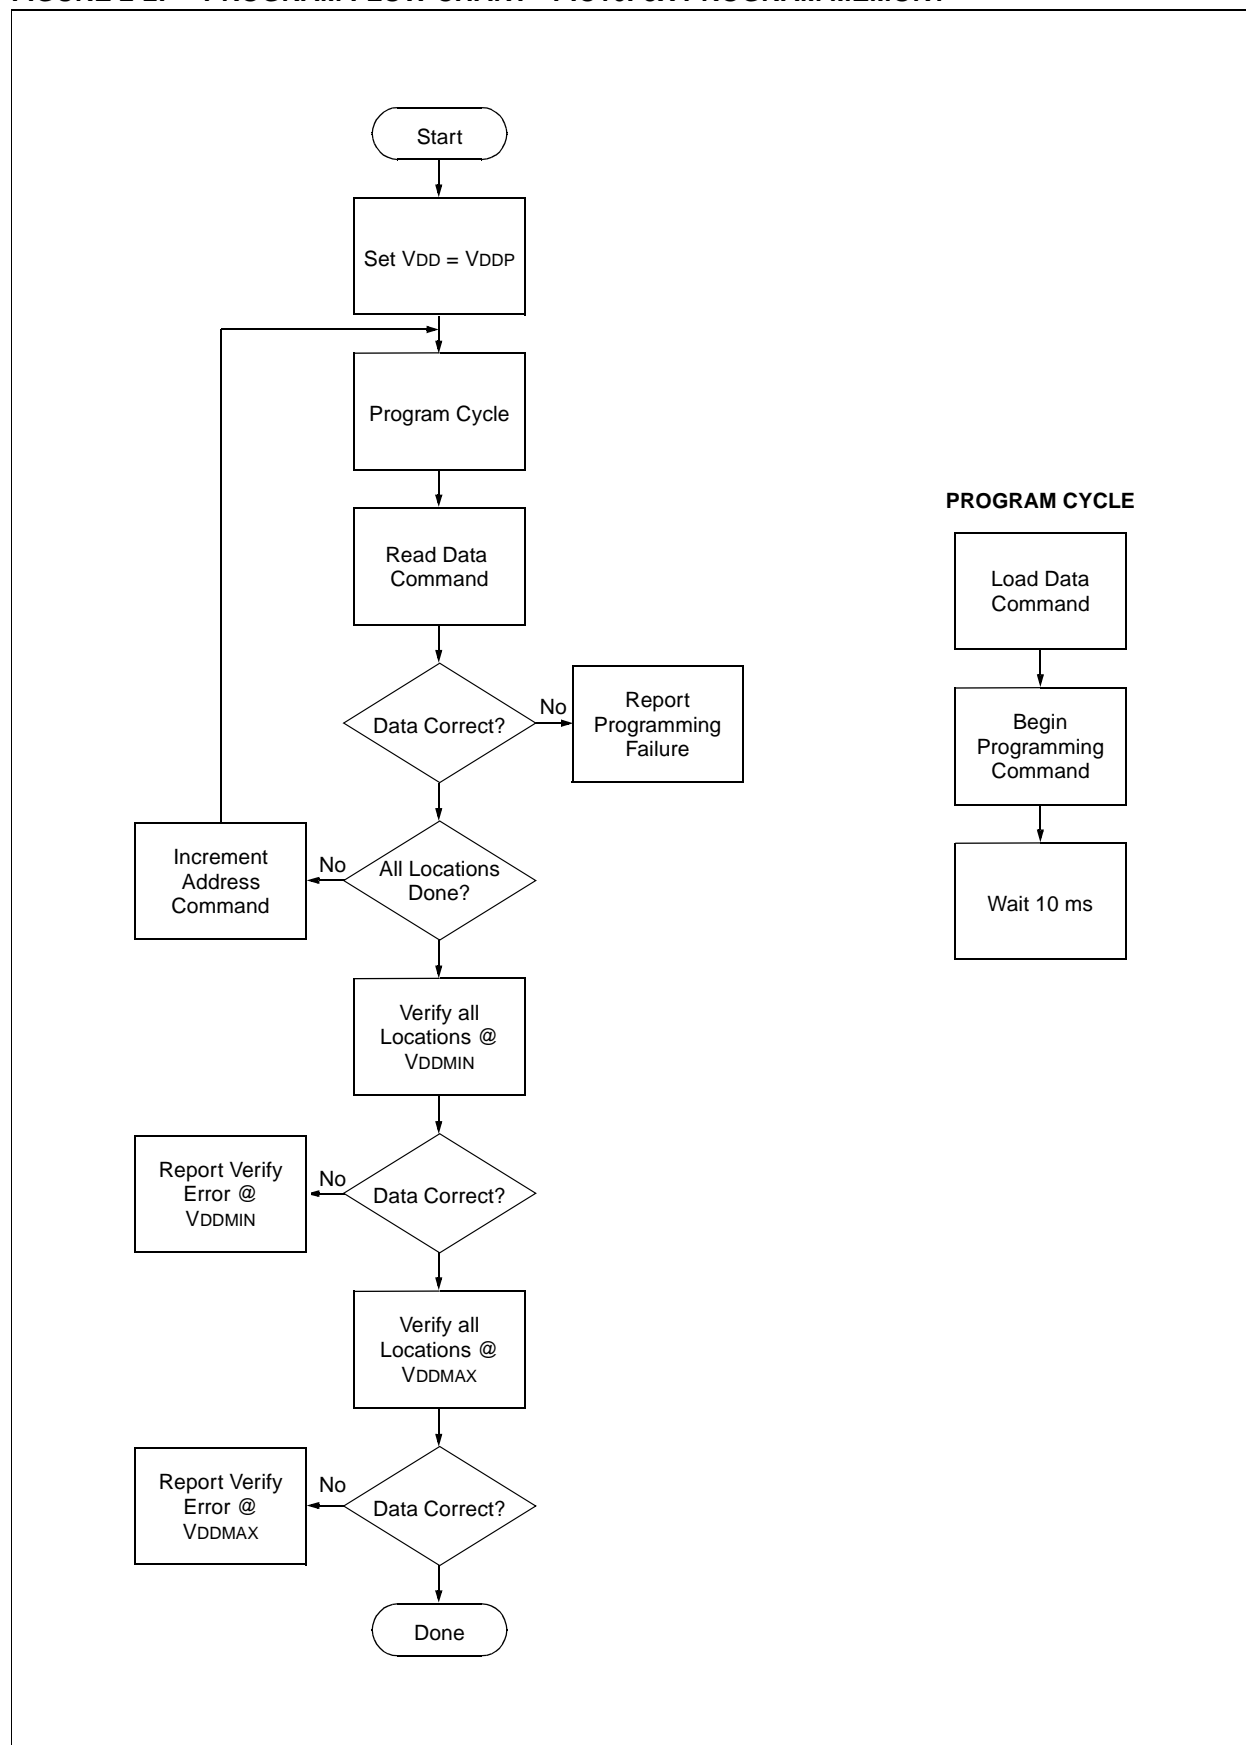 Start
Set VDD = VDDP
Program Cycle
Read Data
Command
Data Correct?
No
Report
Programming
Failure
All Locations
Done?
No
Increment
Address
Command
Verify all
Locations @
VDDMIN
Data Correct?
No
Report Verify
Error @
VDDMIN
Verify all
Locations @
VDDMAX
Data Correct?
No
Report Verify
Error @
VDDMAX
Done
PROGRAM CYCLE
Load Data
Command
Begin
Programming
Command
Wait 10 ms